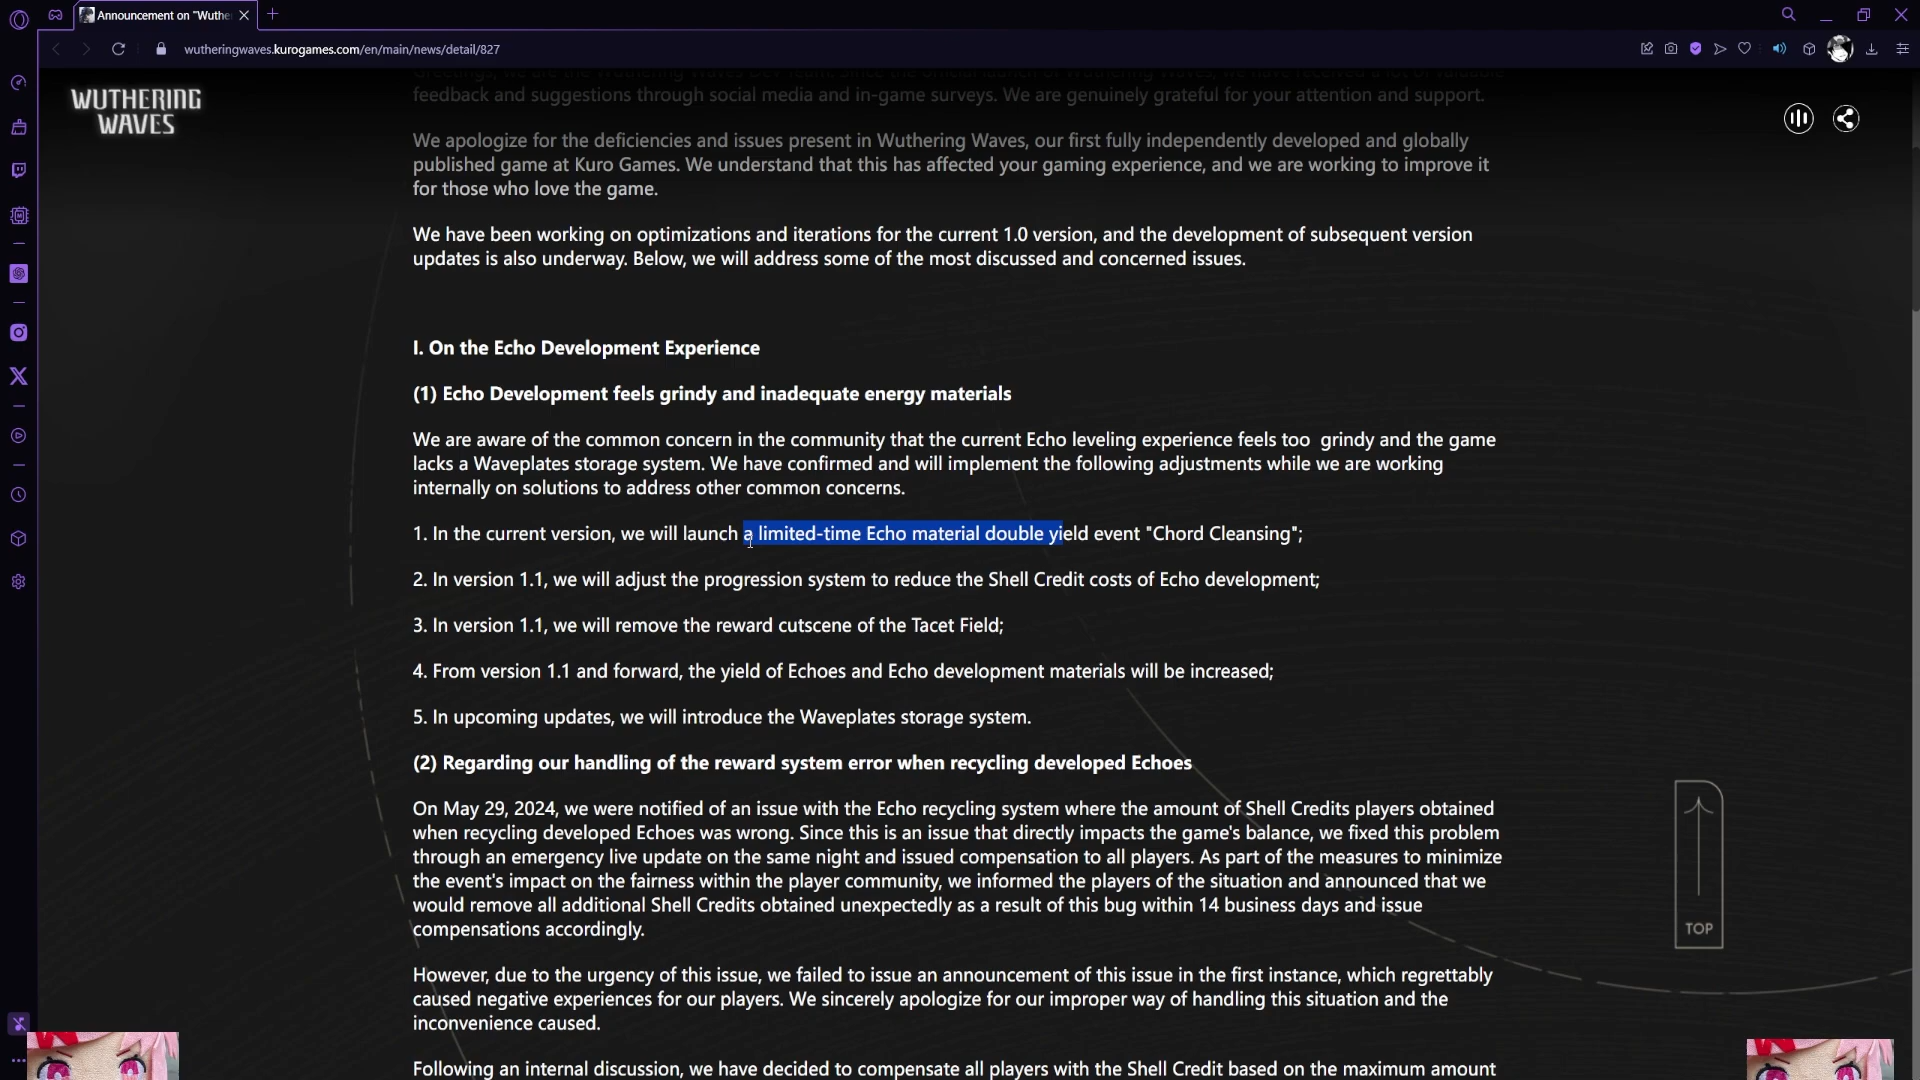 Announcement on "Wuthe
wutheringwaves.kurogames.com/en/main/news/detail/827
WUTHERING
WAVES
Greetings, we are the Wuthering Waves Dev Team. Since the official launch of Wuthering Waves, we have received a lot of valuable
feedback and suggestions through social media and in-game surveys. We are genuinely grateful for your attention and support.
We apologize for the deficiencies and issues present in Wuthering Waves, our first fully independently developed and globally
published game at Kuro Games. We understand that this has affected your gaming experience, and we are working to improve it
for those who love the game.
We have been working on optimizations and iterations for the current 1.0 version, and the development of subsequent version
updates is also underway. Below, we will address some of the most discussed and concerned issues.
I. On the Echo Development Experience
(1) Echo Development feels grindy and inadequate energy materials
We are aware of the common concern in the community that the current Echo leveling experience feels too  grindy and the game
lacks a Waveplates storage system. We have confirmed and will implement the following adjustments while we are working
internally on solutions to address other common concerns.
1. In the current version, we will launch a limited-time Echo material double yield event "Chord Cleansing";
2. In version 1.1, we will adjust the progression system to reduce the Shell Credit costs of Echo development;
3. In version 1.1, we will remove the reward cutscene of the Tacet Field;
4. From version 1.1 and forward, the yield of Echoes and Echo development materials will be increased;
5. In upcoming updates, we will introduce the Waveplates storage system.
(2) Regarding our handling of the reward system error when recycling developed Echoes
On May 29, 2024, we were notified of an issue with the Echo recycling system where the amount of Shell Credits players obtained
when recycling developed Echoes was wrong. Since this is an issue that directly impacts the game's balance, we fixed this problem
through an emergency live update on the same night and issued compensation to all players. As part of the measures to minimize
the event's impact on the fairness within the player community, we informed the players of the situation and announced that we
would remove all additional Shell Credits obtained unexpectedly as a result of this bug within 14 business days and issue
compensations accordingly.
TOP
However, due to the urgency of this issue, we failed to issue an announcement of this issue in the first instance, which regrettably
caused negative experiences for our players. We sincerely apologize for our improper way of handling this situation and the
inconvenience caused.
Following an internal discussion, we have decided to compensate all players with the Shell Credit based on the maximum amount